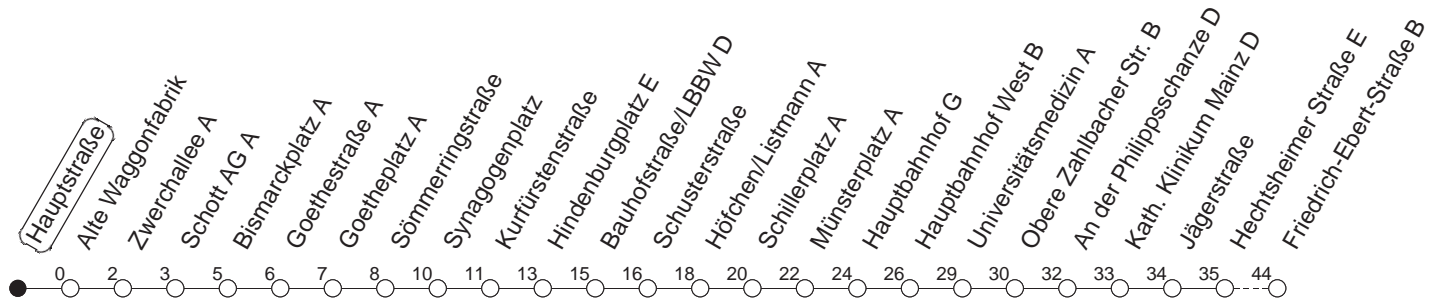 Hauptstraße
Alte Waggonfabrik
Zwerchallee A
Schott AG A
Bismarckplatz A
Goethestraße A
Goetheplatz A
Sömmerringstraße
Synagogenplatz
Kurfürstenstraße
Hindenburgplatz E
Bauhofstraße/LBBW D
Schusterstraße
Höfchen/Listmann A
Schillerplatz A
Münsterplatz A
Hauptbahnhof G
Hauptbahnhof West B
Universitätsmedizin A
Obere Zahlbacher Str. B
An der Philippsschanze D
Kath. Klinikum Mainz D
Jägerstraße
Hechtsheimer Straße E
Friedrich-Ebert-Straße B
0 2 3 5 6 7 8 10 11 13 15 16 18 20 22 24 26 29 30 32 33 34 35 44